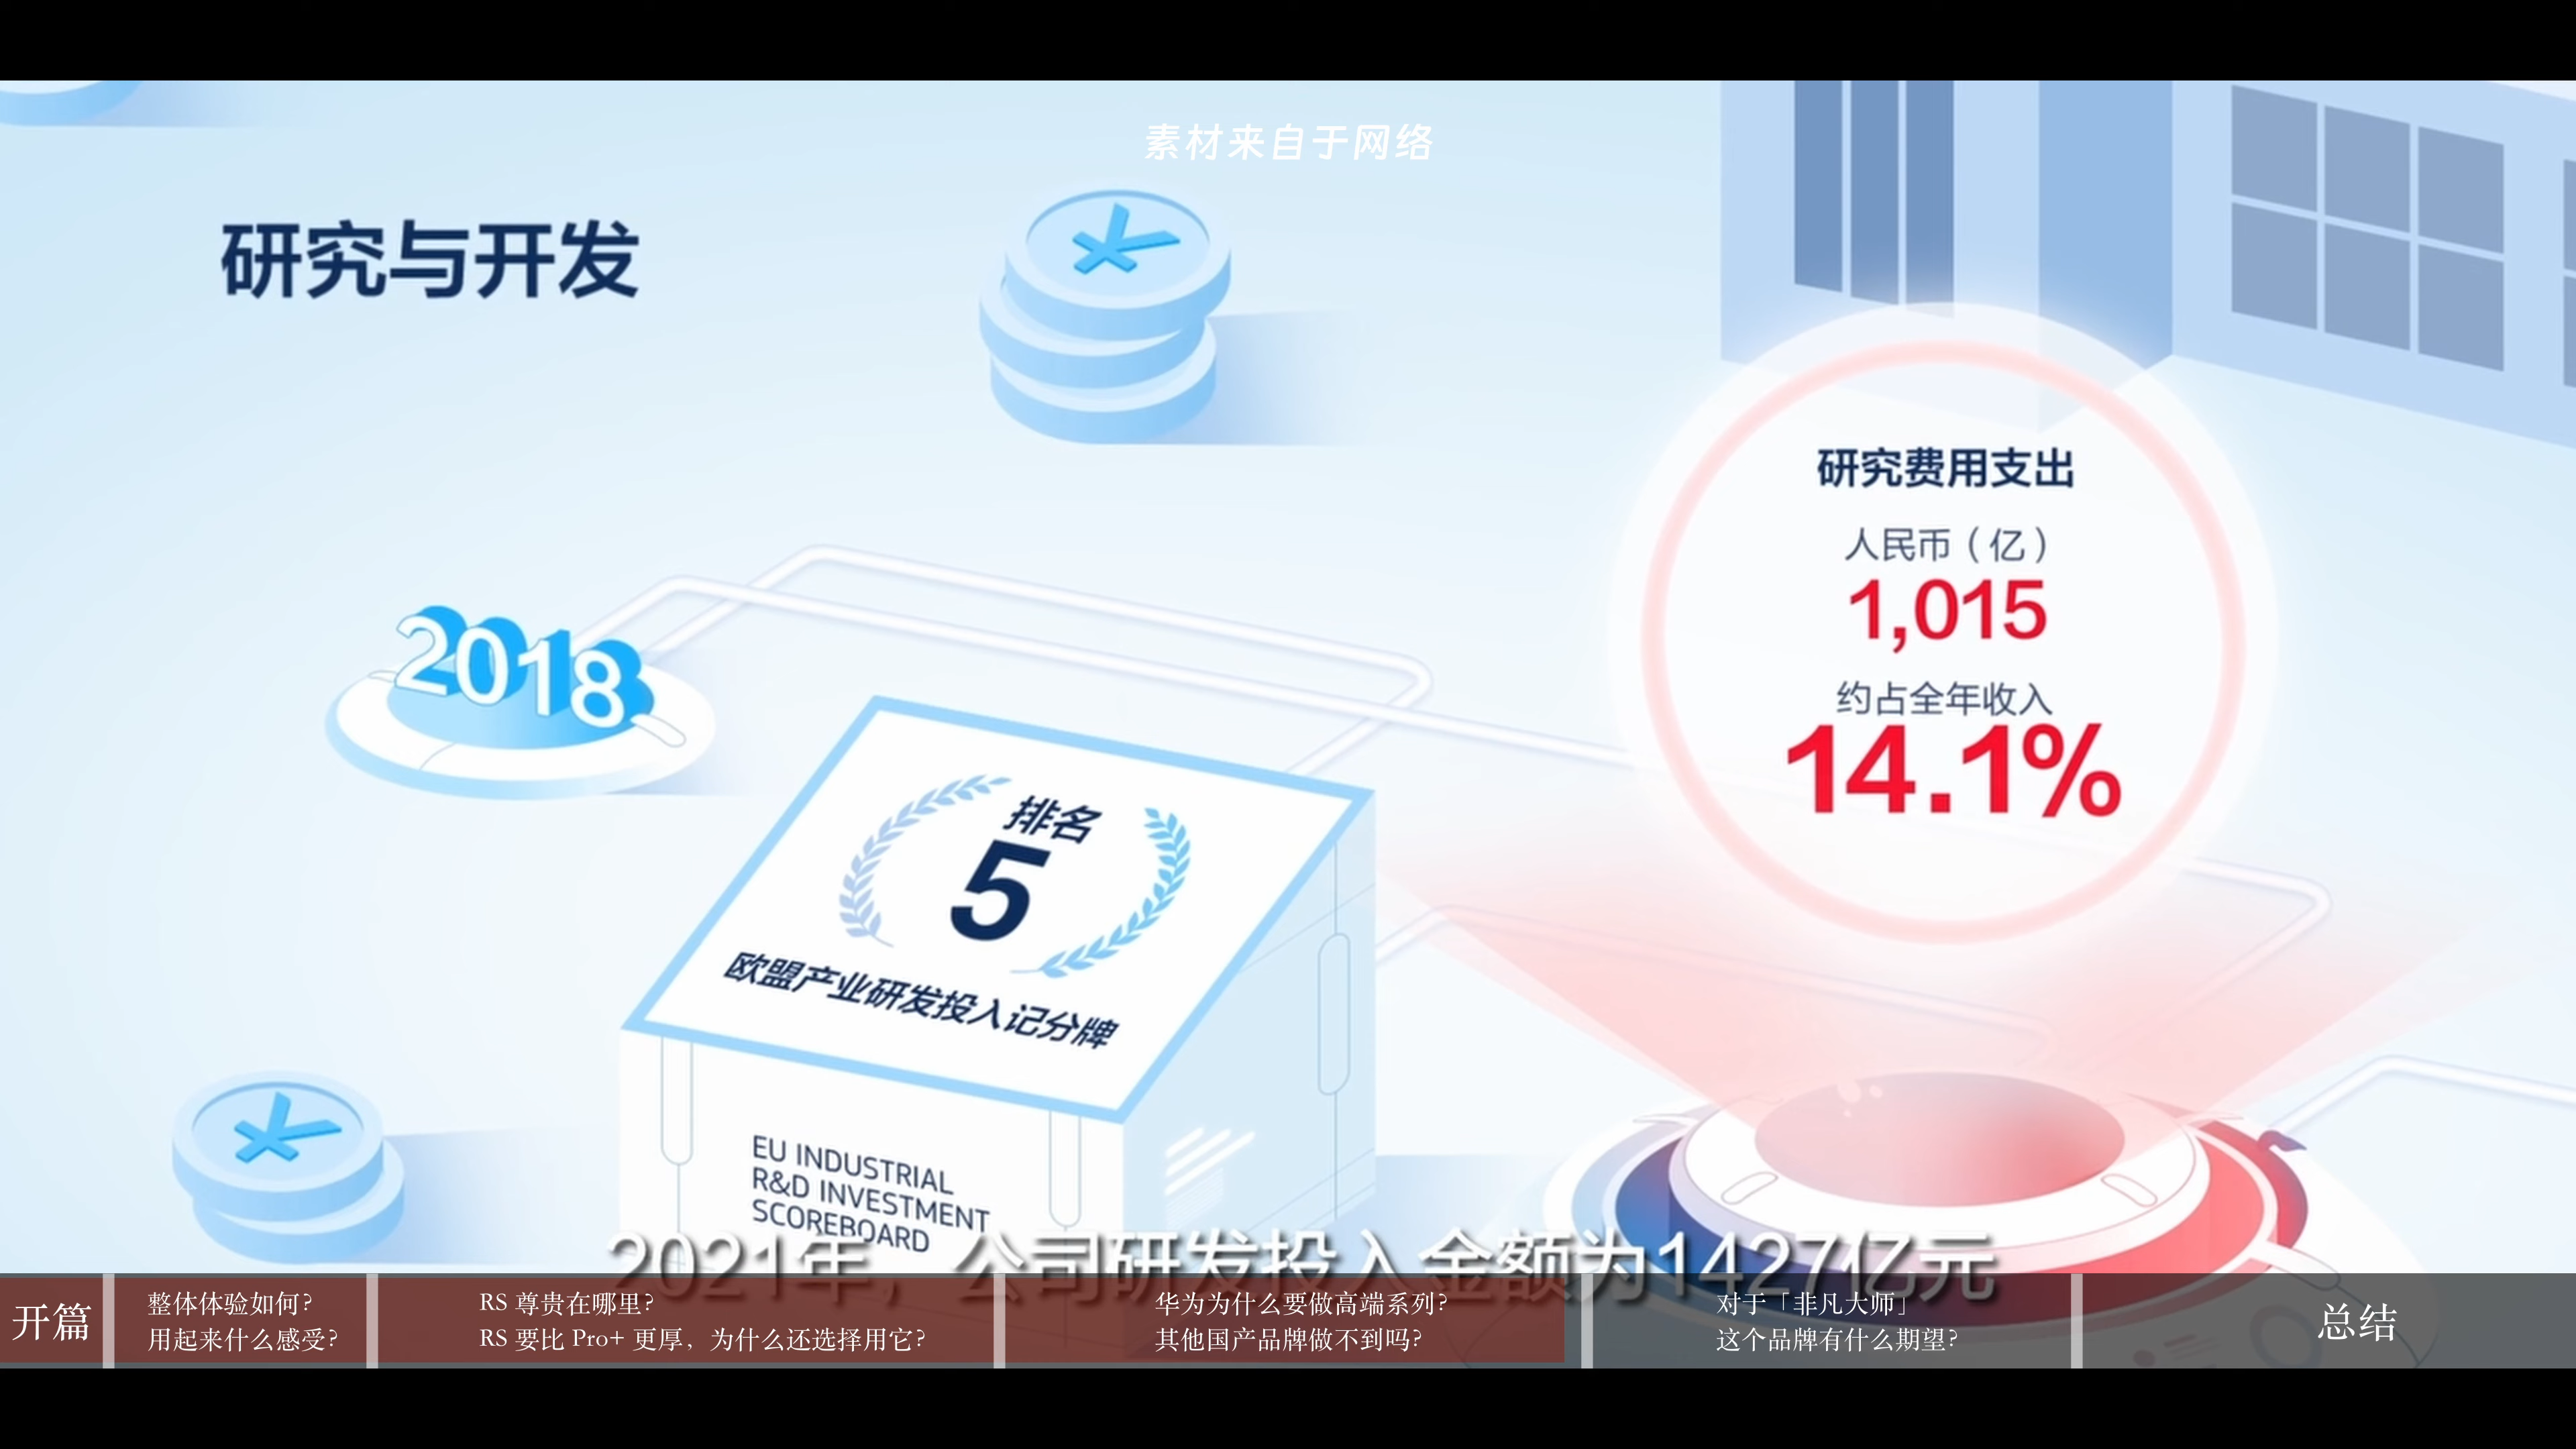 素材来自于网络
研究与开发
研究费用支出
人民币（亿）
1,015
约占全年收入
14.1%
2018
排名
5
欧盟产业研发投入记分牌
EU INDUSTRIAL
R&D INVESTMENT
SCOREBOARD
2021年，公司研发投入金额为1427亿元
开篇
整体体验如何？
用起来什么感受？
RS 尊贵在哪里？
RS 要比 Pro+ 更厚，为什么还选择用它？
华为为什么要做高端系列？
其他国产品牌做不到吗？
对于「非凡大师」
这个品牌有什么期望？
总结